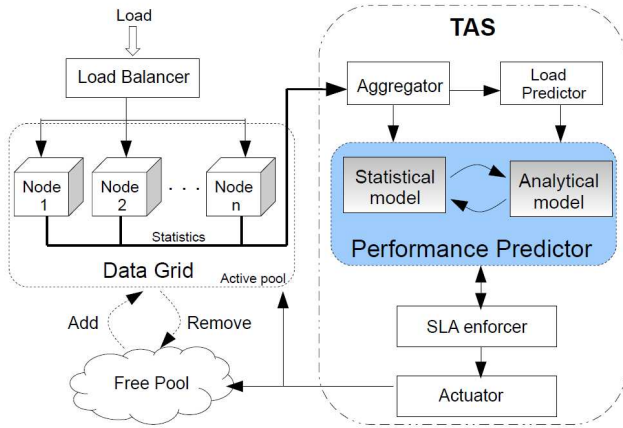 Load
TAS
Load Balancer
Aggregator
Load
Predictor
Node
1
Node
2
. . .
Node
n
Statistics
Statistical
model
Analytical
model
Performance Predictor
Data Grid
Active pool
Add
Remove
SLA enforcer
Free Pool
Actuator